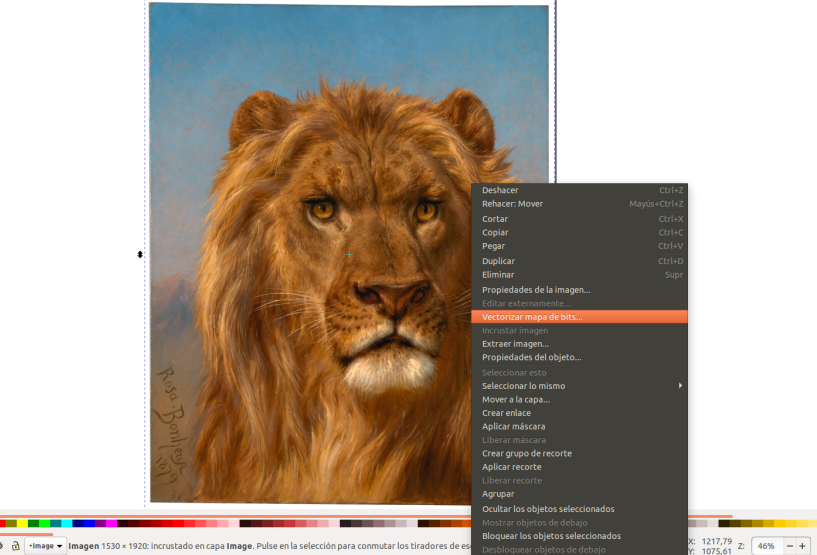 Rosa Bonheur
1879
Deshacer Ctrl+Z
Rehacer: Mover Mayús+Ctrl+Z
Cortar Ctrl+X
Copiar Ctrl+C
Pegar Ctrl+V
Duplicar Ctrl+D
Eliminar Supr
Propiedades de la imagen...
Editar externamente...
Vectorizar mapa de bits...
Incrustar imagen
Extraer imagen...
Propiedades del objeto...
Seleccionar esto
Seleccionar lo mismo
Mover a la capa...
Crear enlace
Aplicar máscara
Liberar máscara
Crear grupo de recorte
Aplicar recorte
Liberar recorte
Agrupar
Ocultar los objetos seleccionados
Mostrar objetos de debajo
Bloquear los objetos seleccionados
Desbloquear objetos de debajo
•Image
Imagen 1530 × 1920: incrustado en capa Image. Pulse en la selección para conmutar los tiradores de es
X: 1217,79
Y: 1075,61
Z: 46% − +